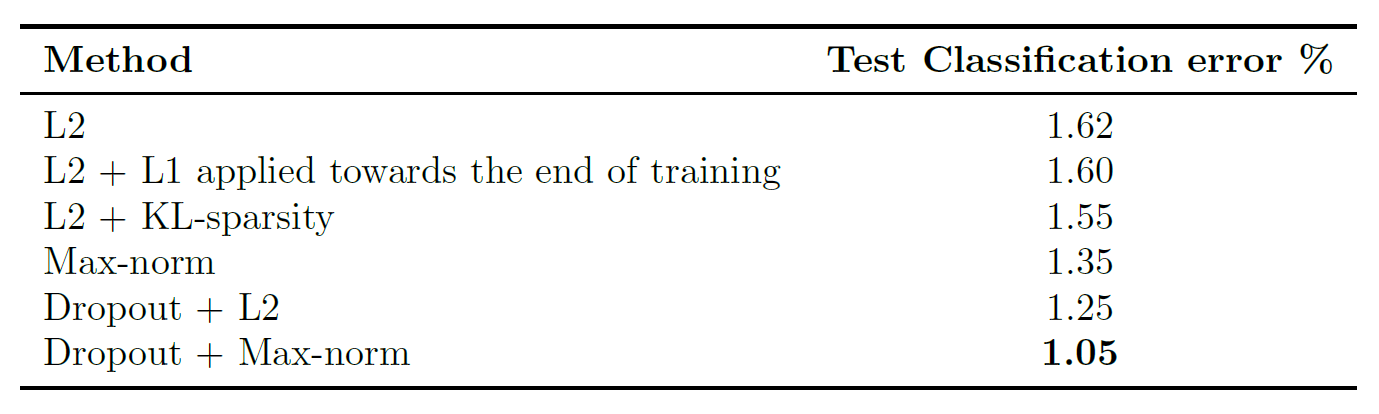 Method Test Classification error %
L2 1.62
L2 + L1 applied towards the end of training 1.60
L2 + KL-sparsity 1.55
Max-norm 1.35
Dropout + L2 1.25
Dropout + Max-norm 1.05